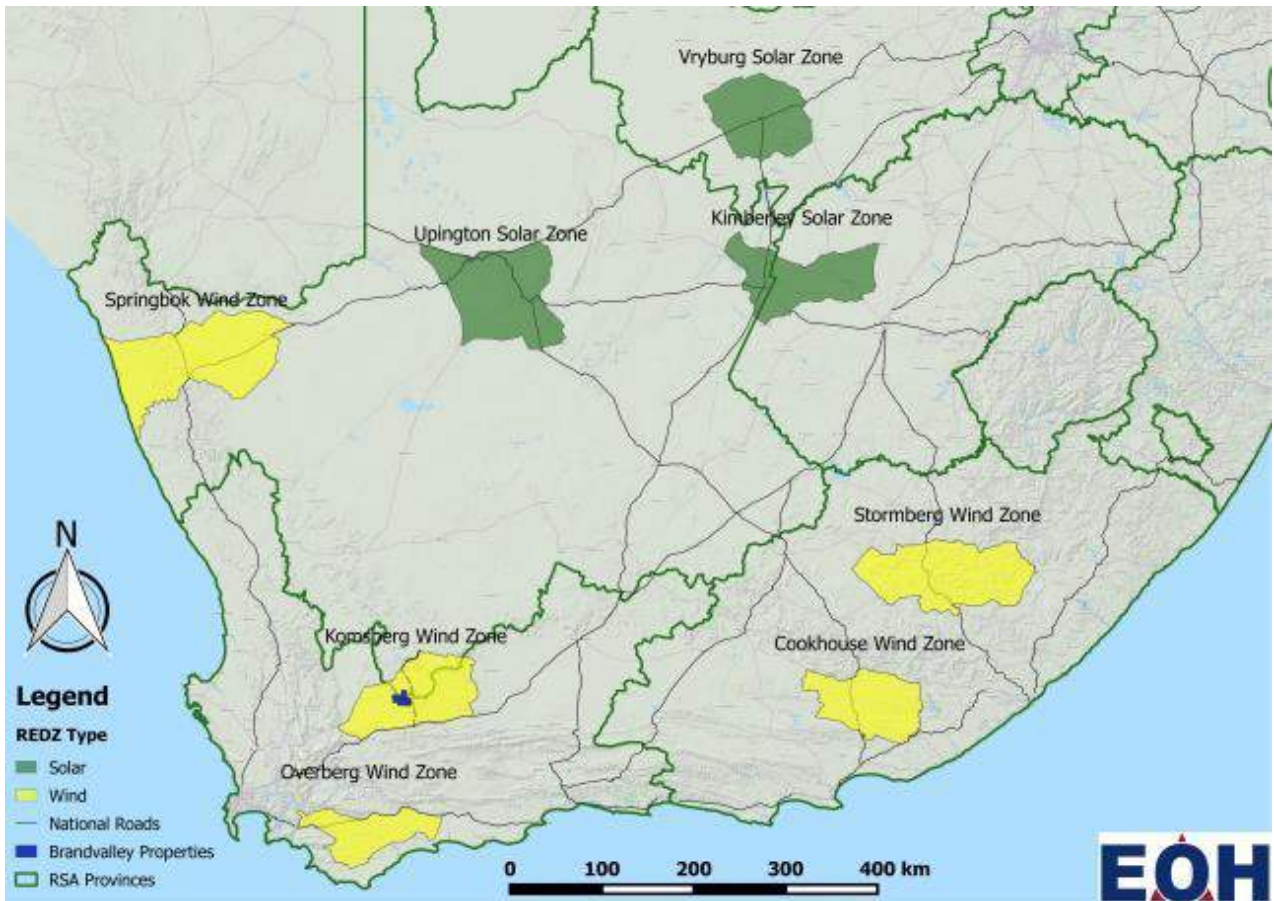 Vryburg Solar Zone
Kimberley Solar Zone
Upington Solar Zone
Springbok Wind Zone
Stormberg Wind Zone
Komsberg Wind Zone
Cookhouse Wind Zone
Overberg Wind Zone
N
Legend
REDZ Type
Solar
Wind
National Roads
Brandvalley Properties
RSA Provinces
0 100 200 300 400 km
EOH